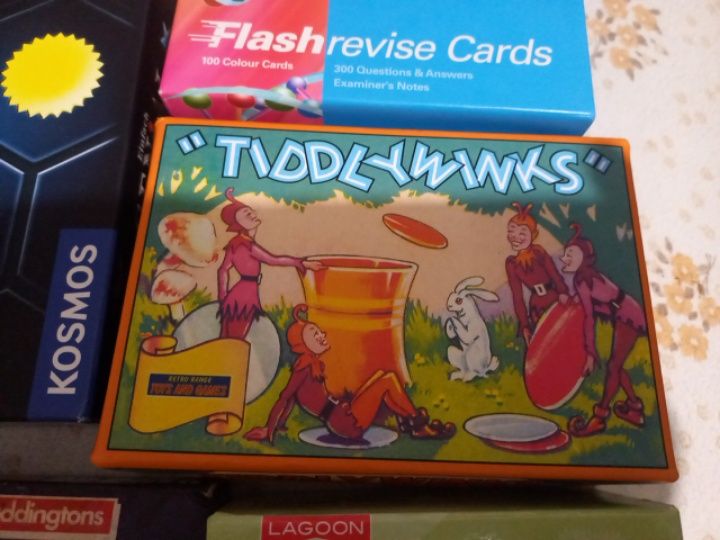 Flashrevise Cards
100 Colour Cards
300 Questions & Answers
Examiner's Notes
"TIDDLYWINKS"
KOSMOS
RETRO RANGE
TOYS AND GAMES
ddingtons
LAGOON